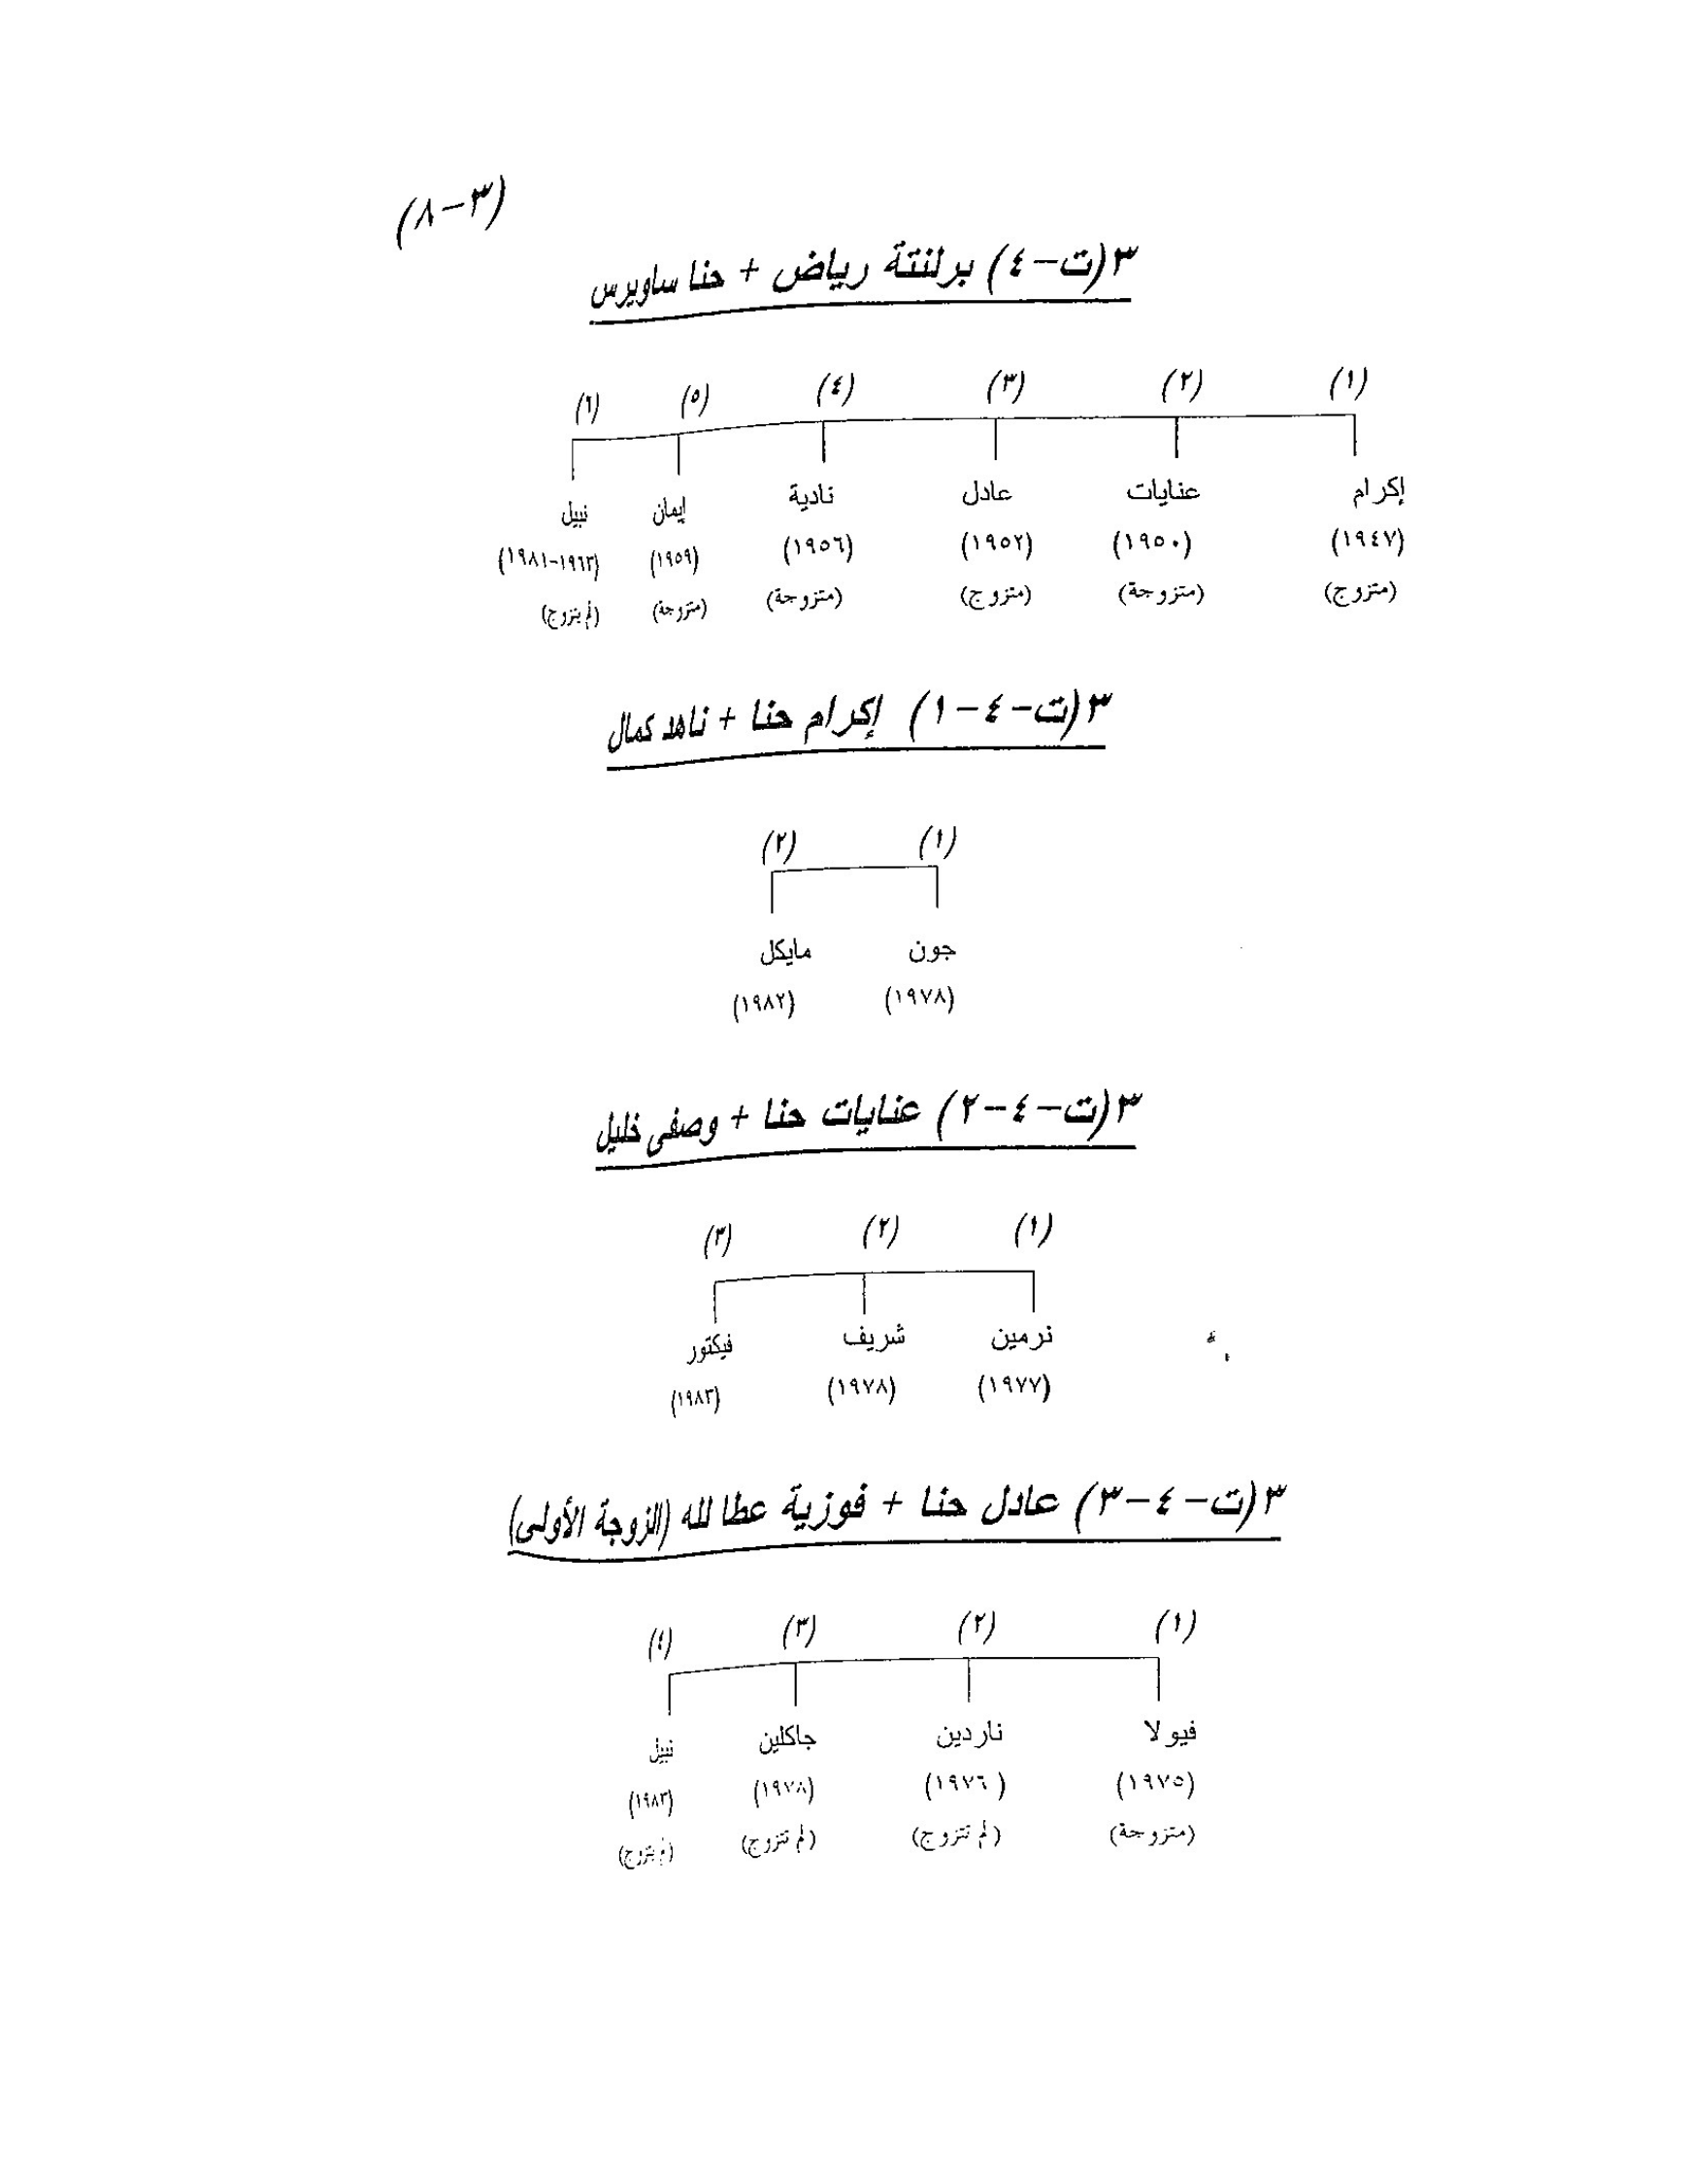 (٣-٨)
٣(ت-٤) برلنتة رياض + حنا ساويرس
(١) (٢) (٣) (٤) (٥) (٦)
إكرام عنايات عادل نادية إيمان نبيل
(١٩٤٧) (١٩٥٠) (١٩٥٢) (١٩٥٦) (١٩٥٩) (١٩٦٣-١٩٨١)
(متزوج) (متزوجة) (متزوج) (متزوجة) (متزوجة) (لم يتزوج)
٣(ت-٤-١) إكرام حنا + ناهد كمال
(١) (٢)
جون مايكل
(١٩٧٨) (١٩٨٢)
٣(ت-٤-٢) عنايات حنا + وصفى خليل
(١) (٢) (٣)
نرمين شريف فيكتور
(١٩٧٧) (١٩٧٨) (١٩٨٣)
٣(ت-٤-٣) عادل حنا + فوزية عطا لله (الزوجة الأولى)
(١) (٢) (٣) (٤)
فيولا ناردين جاكلين نبيل
(١٩٧٥) (١٩٧٦) (١٩٧٨) (١٩٨٣)
(متزوجة) (لم تتزوج) (لم تتزوج) (لم يتزوج)